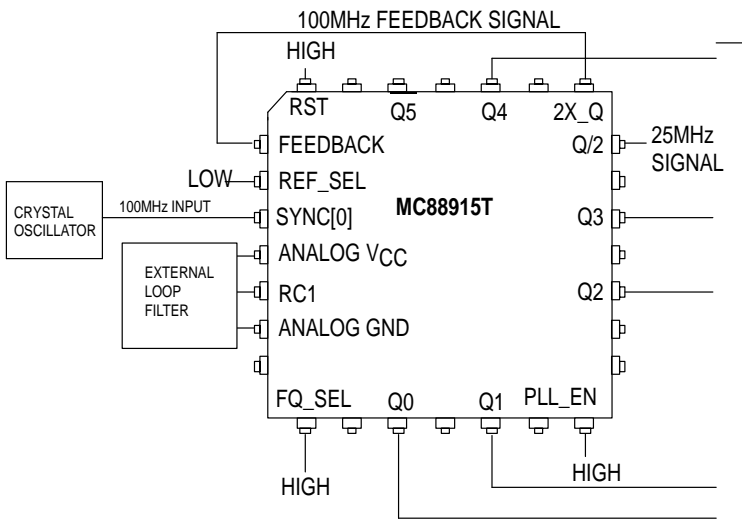 100MHz FEEDBACK SIGNAL
HIGH
RST
Q5
Q4
2X_Q
FEEDBACK
Q/2
25MHz
SIGNAL
LOW
REF_SEL
MC88915T
CRYSTAL
OSCILLATOR
100MHz INPUT
SYNC[0]
Q3
ANALOG VCC
EXTERNAL
LOOP
FILTER
RC1
Q2
ANALOG GND
FQ_SEL
Q0
Q1
PLL_EN
HIGH
HIGH